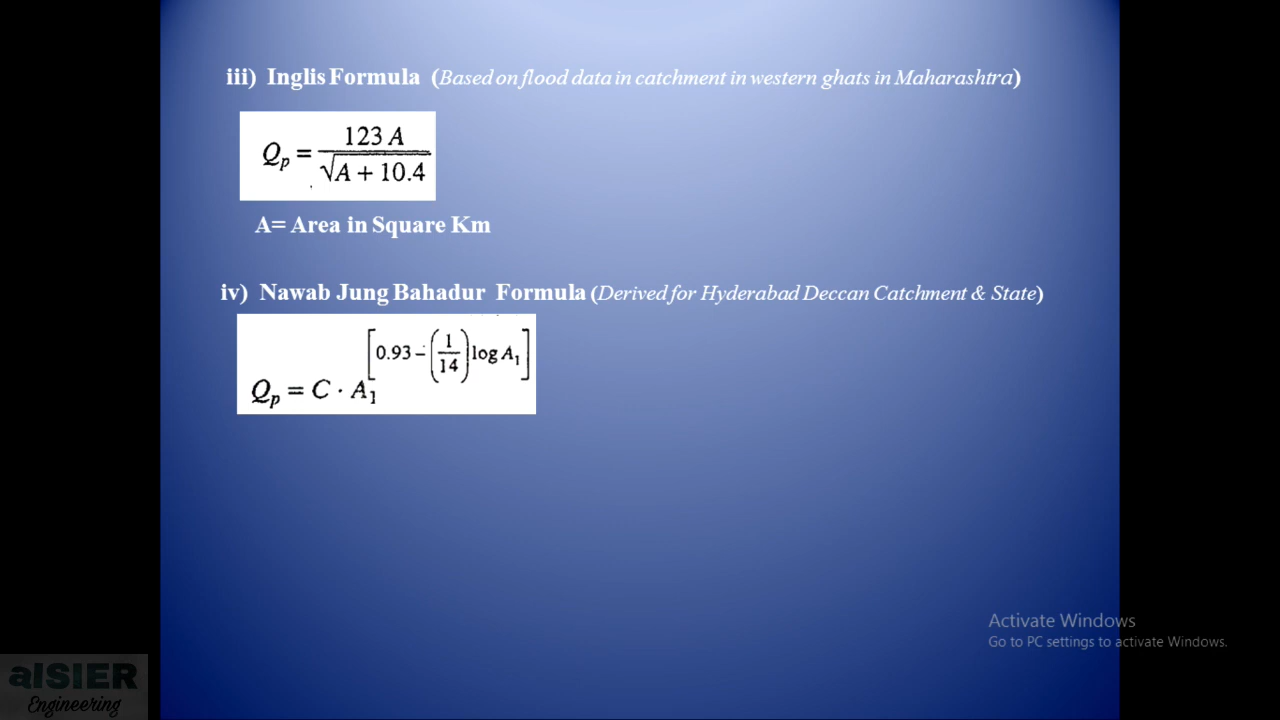 iii) Inglis Formula (Based on flood data in catchment in western ghats in Maharashtra)
Qp = 123 A / √A + 10.4
A= Area in Square Km
iv) Nawab Jung Bahadur Formula (Derived for Hyderabad Deccan Catchment & State)
Qp = C · A1^[0.93 – (1/14) log A1]
Activate Windows
Go to PC settings to activate Windows.
aISIER
Engineering